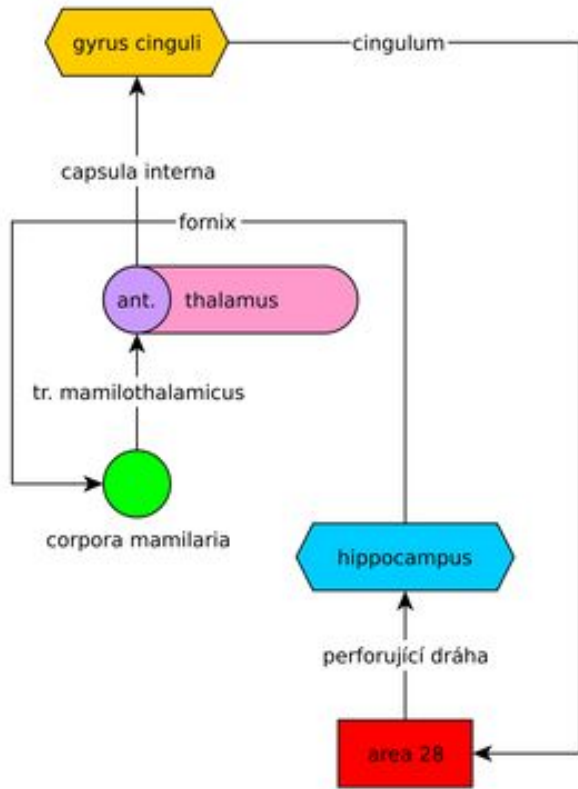 gyrus cinguli
cingulum
capsula interna
fornix
ant.
thalamus
tr. mamilothalamicus
corpora mamilaria
hippocampus
perforující dráha
area 28